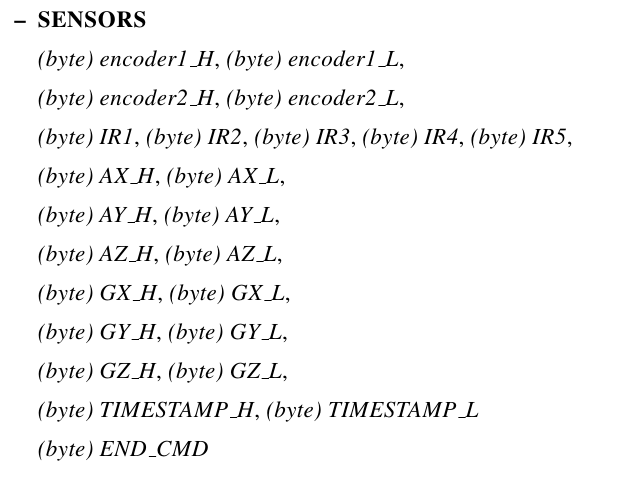 – SENSORS
(byte) encoder1_H, (byte) encoder1_L,
(byte) encoder2_H, (byte) encoder2_L,
(byte) IR1, (byte) IR2, (byte) IR3, (byte) IR4, (byte) IR5,
(byte) AX_H, (byte) AX_L,
(byte) AY_H, (byte) AY_L,
(byte) AZ_H, (byte) AZ_L,
(byte) GX_H, (byte) GX_L,
(byte) GY_H, (byte) GY_L,
(byte) GZ_H, (byte) GZ_L,
(byte) TIMESTAMP_H, (byte) TIMESTAMP_L
(byte) END_CMD